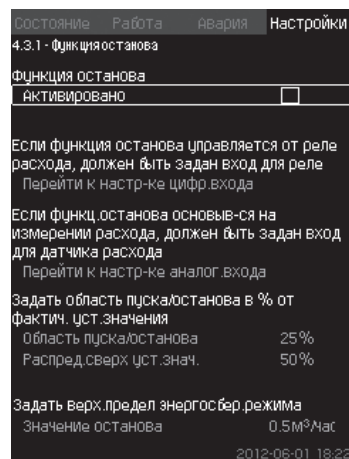 Состояние Работа Авария Настройки
4.3.1 - Функция останова
Функция останова
Активировано
Если функция останова управляется от реле
расхода, должен быть задан вход для реле
Перейти к настр-ке цифр.входа
Если функц.останова основыв-ся на
измерении расхода, должен быть задан вход
для датчика расхода
Перейти к настр-ке аналог.входа
Задать область пуска/останова в % от
фактич. уст.значения
Область пуска/останова 25%
Распред.сверх уст.знач. 50%
Задать верх.предел энергосбер.режима
Значение останова 0.5м³/час
2012-06-01 18:22